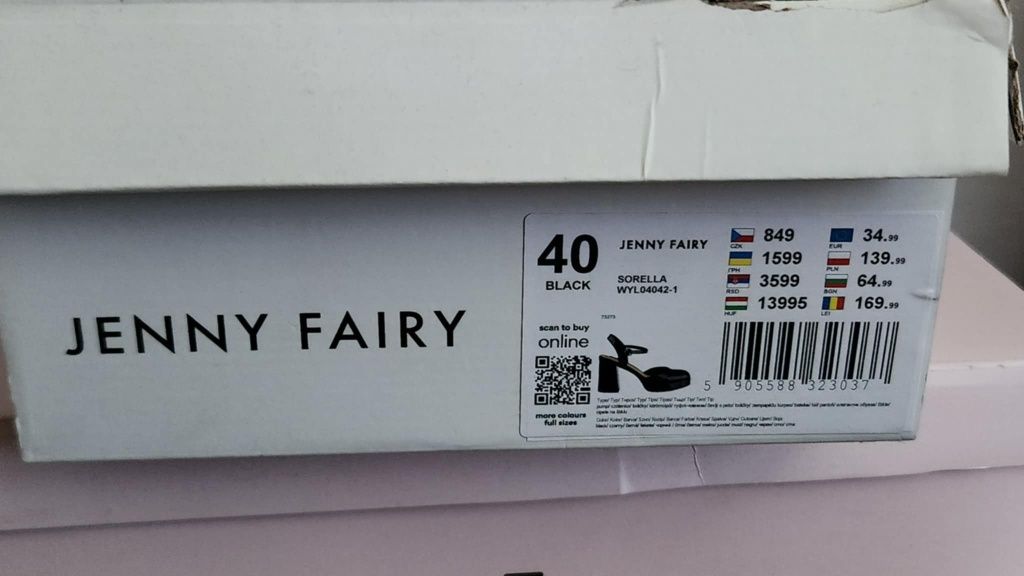 JENNY FAIRY
40
BLACK
JENNY FAIRY
SORELLA
WYL04042-1
CZK 849
ГРН 1599
RSD 3599
HUF 13995
EUR 34.99
PLN 139.99
BGN 64.99
LEI 169.99
scan to buy
online
more colours
full sizes
5 905588 323037